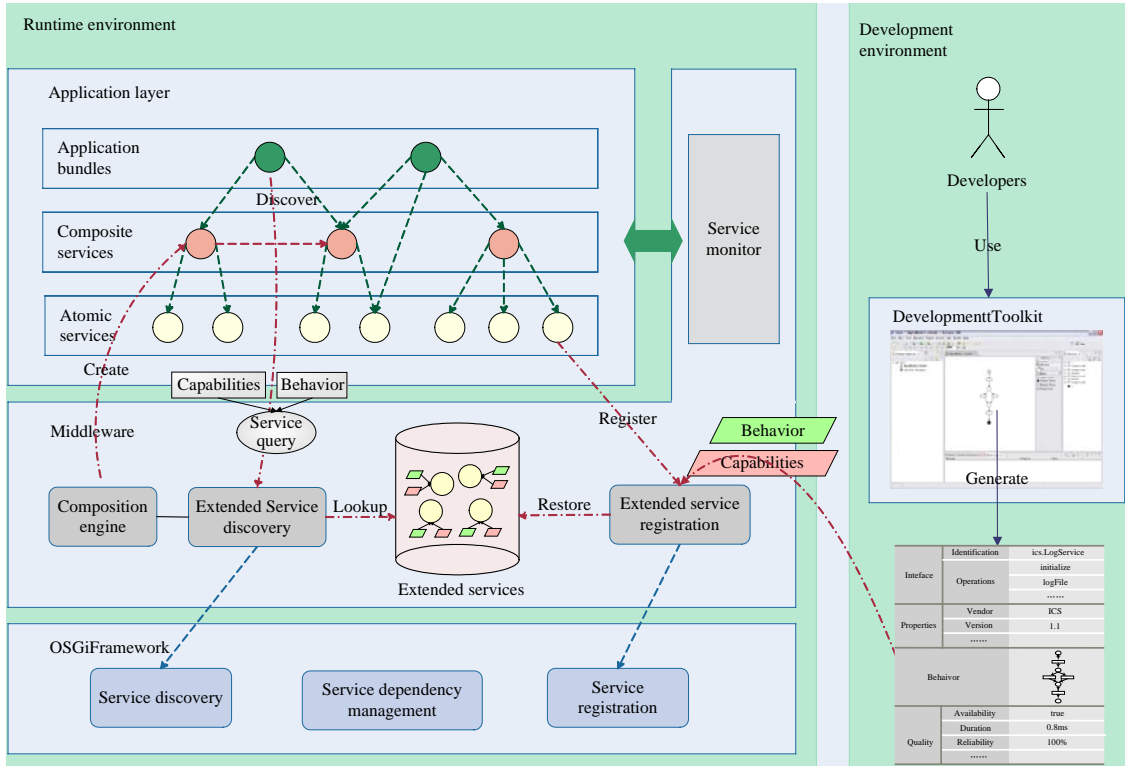 Runtime environment
Application layer
Application
bundles
Discover
Composite
services
Atomic
services
Create
Service
monitor
Capabilities
Behavior
Service
query
Middleware
Register
Behavior
Capabilities
Composition
engine
Extended Service
discovery
Lookup
Restore
Extended service
registration
Extended services
OSGiFramework
Service discovery
Service dependency
management
Service
registration
Development
environment
Developers
Use
DevelopmenttToolkit
Generate
Inteface
Identification
ics.LogService
Operations
initialize
logFile
······
Properties
Vendor
ICS
Version
1.1
······
Behaivor
Quality
Availability
true
Duration
0.8ms
Reliability
100%
······